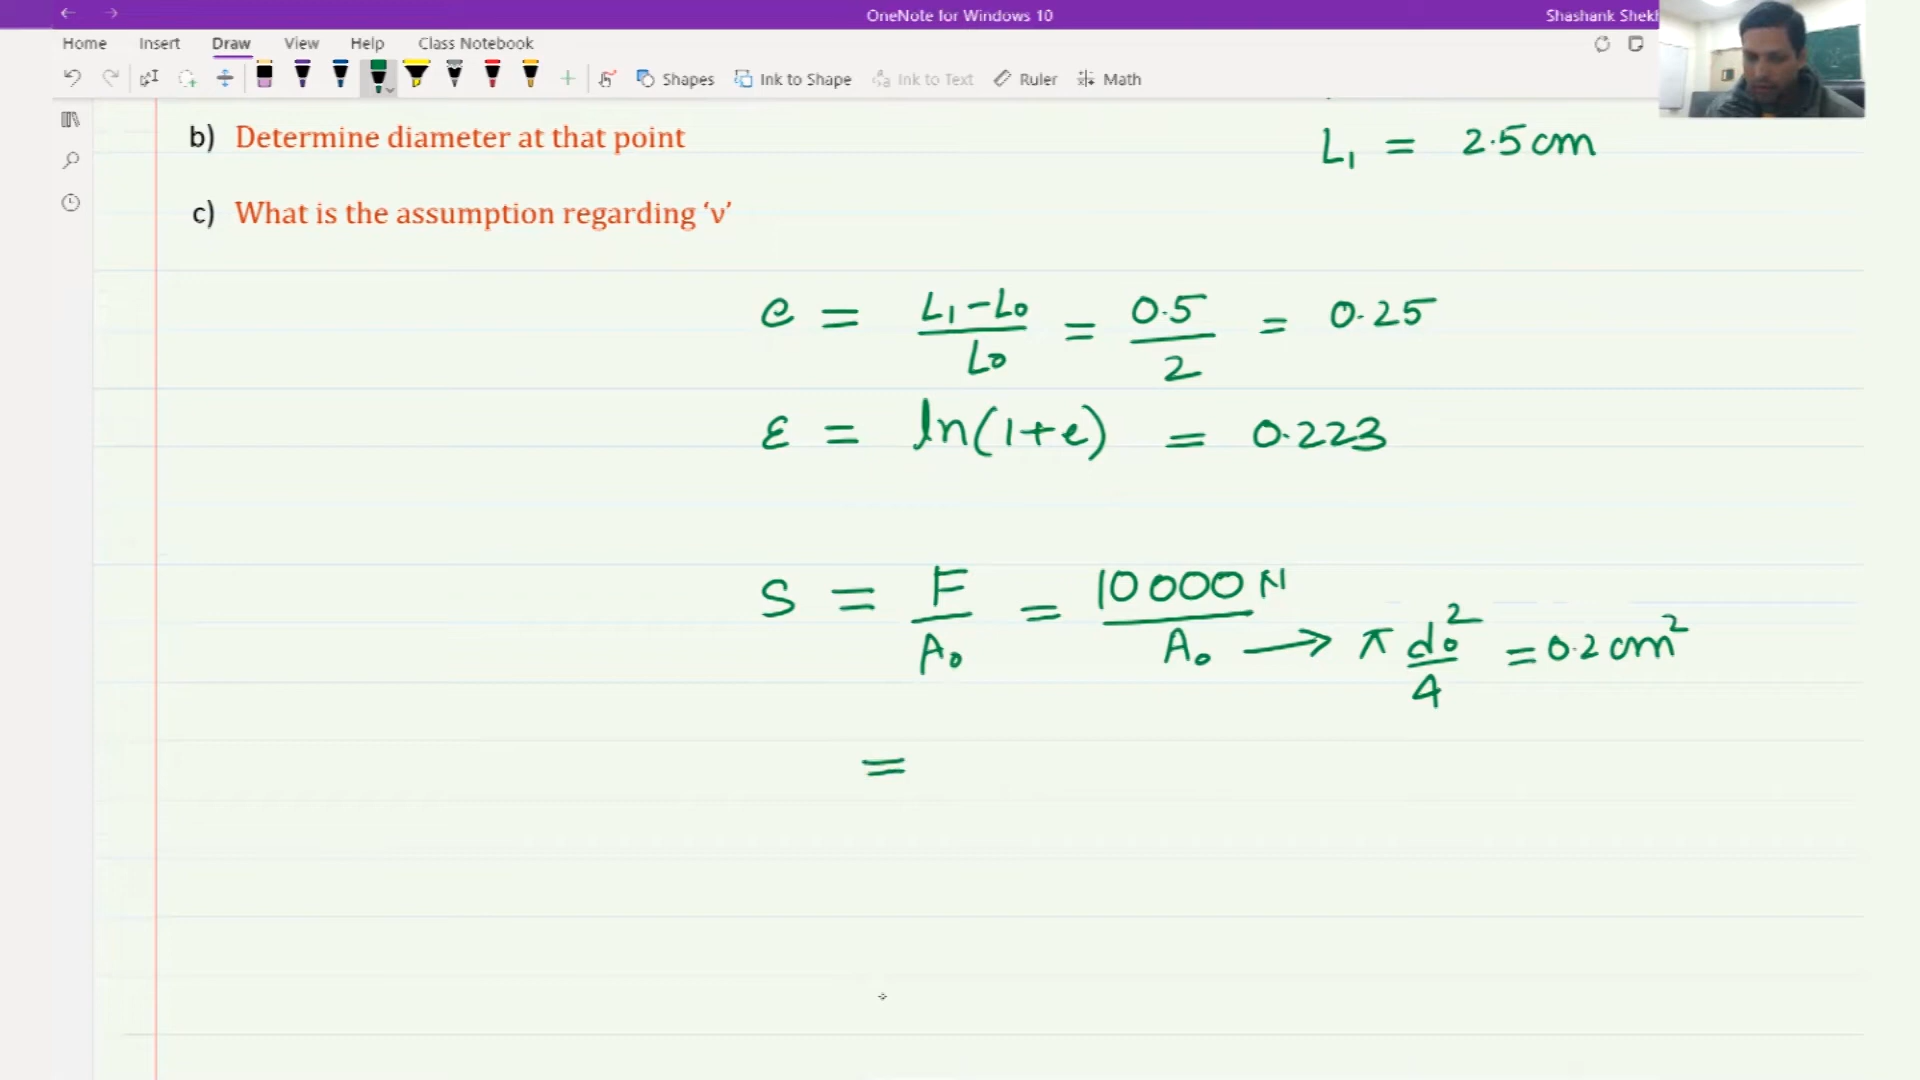 OneNote for Windows 10
Shashank Shekh
Home Insert Draw View Help Class Notebook
Shapes Ink to Shape Ink to Text Ruler Math
b) Determine diameter at that point
L₁ = 2.5 cm
c) What is the assumption regarding ‘ν’
e = (L₁-L₀)/L₀ = 0.5/2 = 0.25
ε = ln(1+e) = 0.223
S = F/A₀ = 10000 N/A₀ → π d₀²/4 = 0.2 cm²
=